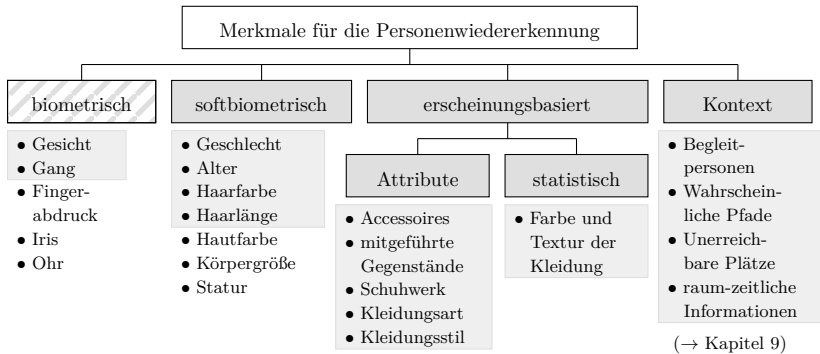 Merkmale für die Personenwiedererkennung
biometrisch
• Gesicht
• Gang
• Finger-
abdruck
• Iris
• Ohr
softbiometrisch
• Geschlecht
• Alter
• Haarfarbe
• Haarlänge
• Hautfarbe
• Körpergröße
• Statur
erscheinungsbasiert
Attribute
• Accessoires
• mitgeführte
Gegenstände
• Schuhwerk
• Kleidungsart
• Kleidungsstil
statistisch
• Farbe und
Textur der
Kleidung
Kontext
• Begleit-
personen
• Wahrschein-
liche Pfade
• Unerreich-
bare Plätze
• raum-zeitliche
Informationen
(→ Kapitel 9)